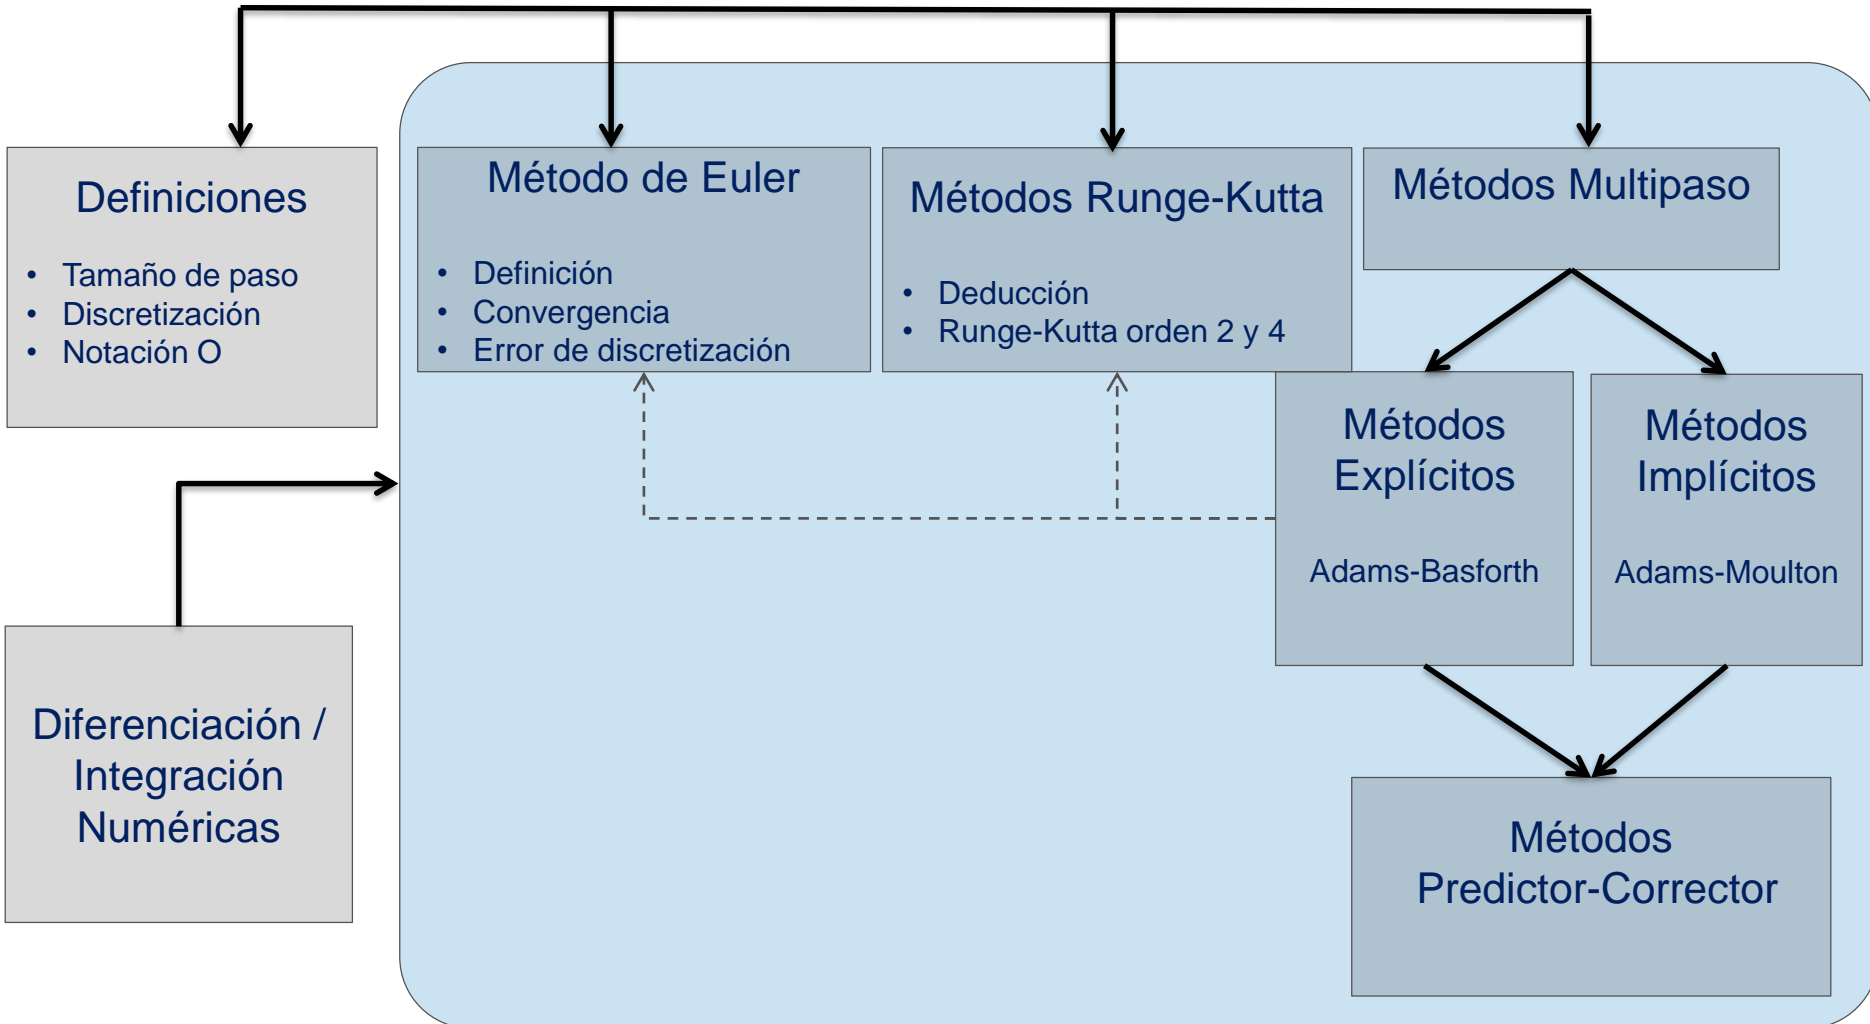 Definiciones
• Tamaño de paso
• Discretización
• Notación O
Método de Euler
• Definición
• Convergencia
• Error de discretización
Métodos Runge-Kutta
• Deducción
• Runge-Kutta orden 2 y 4
Métodos Multipaso
Métodos
Explícitos
Adams-Basforth
Métodos
Implícitos
Adams-Moulton
Diferenciación /
Integración
Numéricas
Métodos
Predictor-Corrector